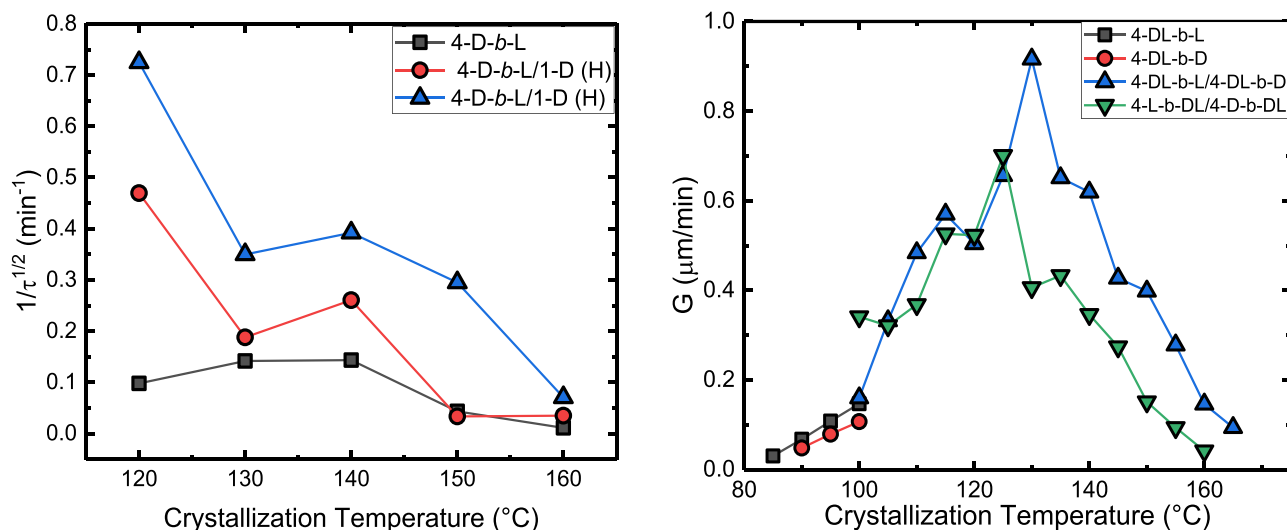 0.8
0.7
0.6
0.5
0.4
0.3
0.2
0.1
0.0
1/τ1/2 (min-1)
4-D-b-L
4-D-b-L/1-D (H)
4-D-b-L/1-D (H)
120 130 140 150 160
Crystallization Temperature (°C)
1.0
0.8
0.6
0.4
0.2
0.0
G (μm/min)
4-DL-b-L
4-DL-b-D
4-DL-b-L/4-DL-b-D
4-L-b-DL/4-D-b-DL
80 100 120 140 160
Crystallization Temperature (°C)